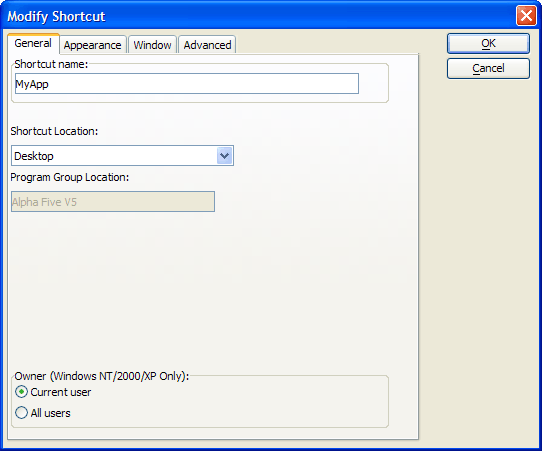 Modify Shortcut
General Appearance Window Advanced
OK
Cancel
Shortcut name:
MyApp
Shortcut Location:
Desktop
Program Group Location:
Alpha Five V5
Owner (Windows NT/2000/XP Only):
Current user
All users